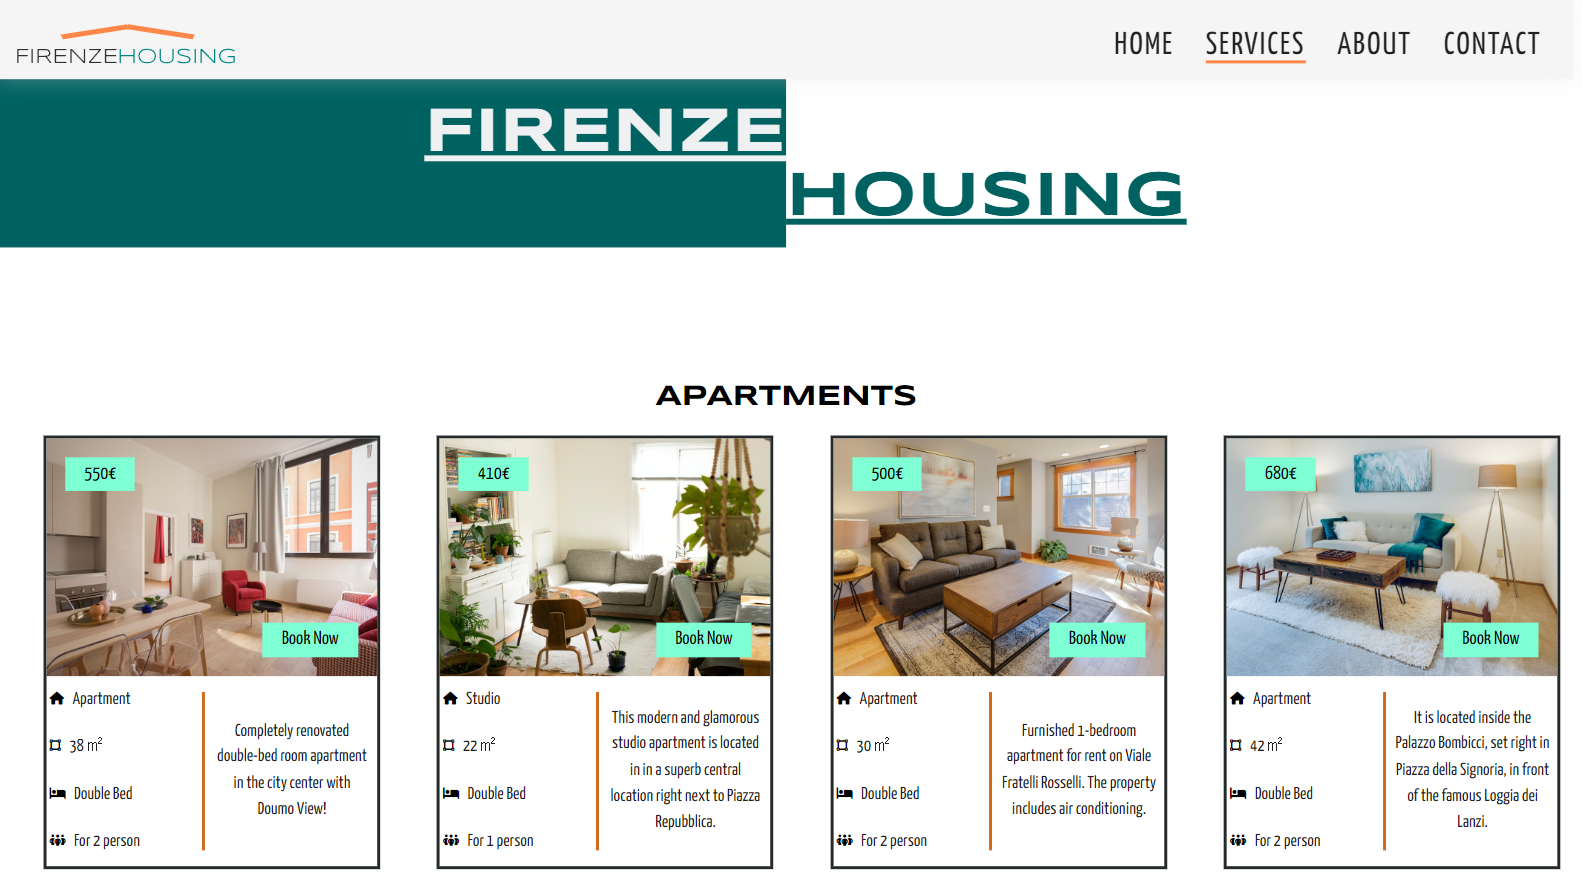 FIRENZEHOUSING
HOME SERVICES ABOUT CONTACT
FIRENZE
HOUSING
APARTMENTS
550€
Book Now
Apartment
38 m²
Double Bed
For 2 person
Completely renovated
double-bed room apartment
in the city center with
Doumo View!
410€
Book Now
Studio
22 m²
Double Bed
For 1 person
This modern and glamorous
studio apartment is located
in in a superb central
location right next to Piazza
Repubblica.
500€
Book Now
Apartment
30 m²
Double Bed
For 2 person
Furnished 1-bedroom
apartment for rent on Viale
Fratelli Rosselli. The property
includes air conditioning.
680€
Book Now
Apartment
42 m²
Double Bed
For 2 person
It is located inside the
Palazzo Bombicci, set right in
Piazza della Signoria, in front
of the famous Loggia dei
Lanzi.